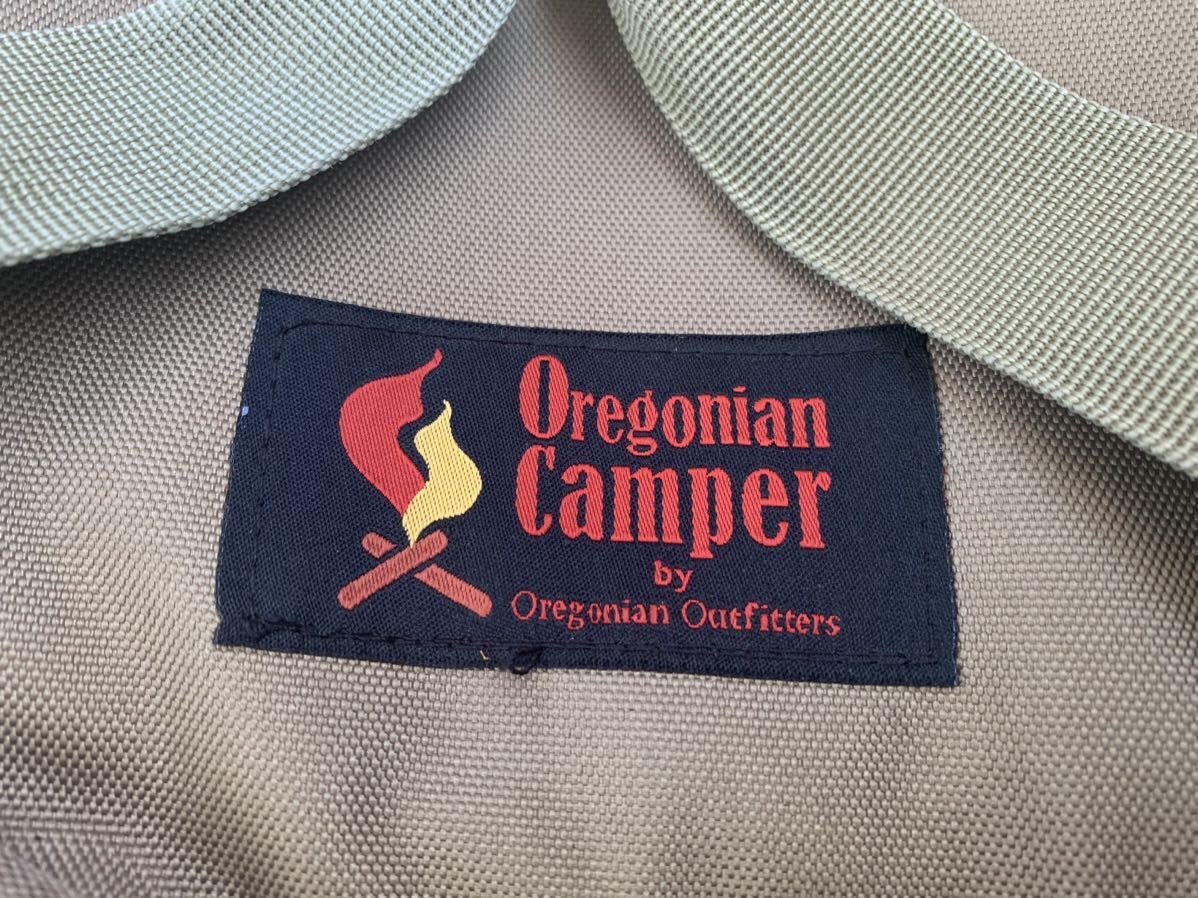 Oregonian
Camper
by
Oregonian Outfitters